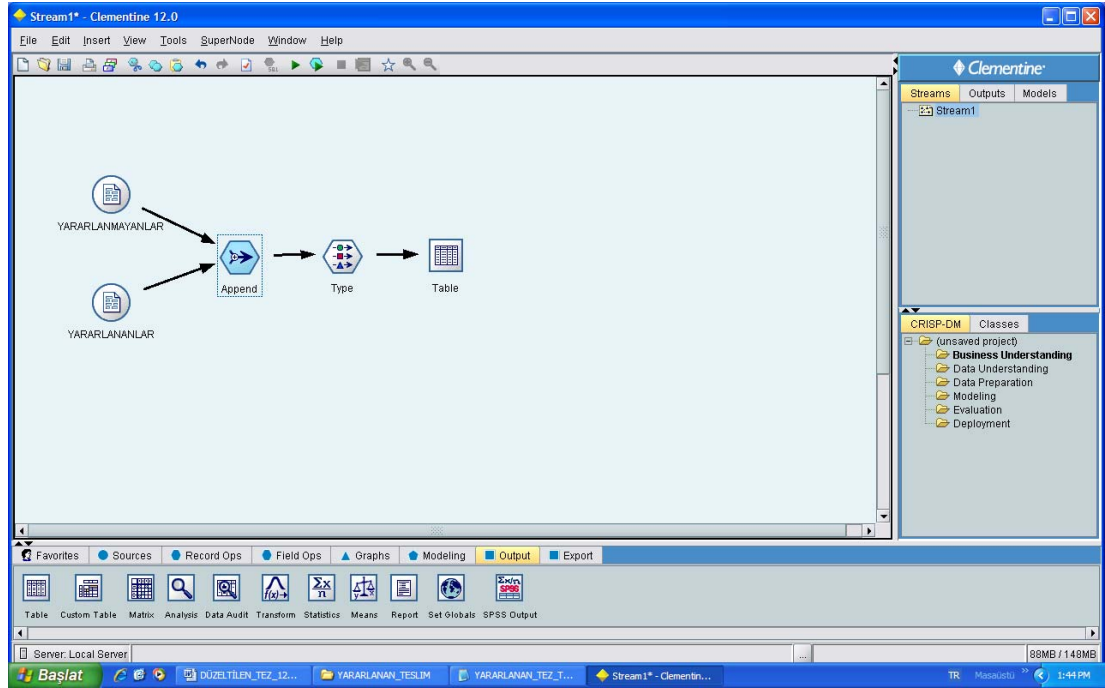 Stream1* - Clementine 12.0
File Edit Insert View Tools SuperNode Window Help
Clementine
Streams Outputs Models
Stream1
YARARLANMAYANLAR
Append
Type
Table
YARARLANANLAR
CRISP-DM Classes
(unsaved project)
Business Understanding
Data Understanding
Data Preparation
Modeling
Evaluation
Deployment
Favorites Sources Record Ops Field Ops Graphs Modeling Output Export
Table Custom Table Matrix Analysis Data Audit Transform Statistics Means Report Set Globals SPSS Output
Server: Local Server
...
88MB / 148MB
Başlat
DÜZELTİLEN_TEZ_12...
YARARLANAN_TESLIM
YARARLANAN_TEZ_T...
Stream1* - Clementin...
TR
Masaüstü
1:44 PM